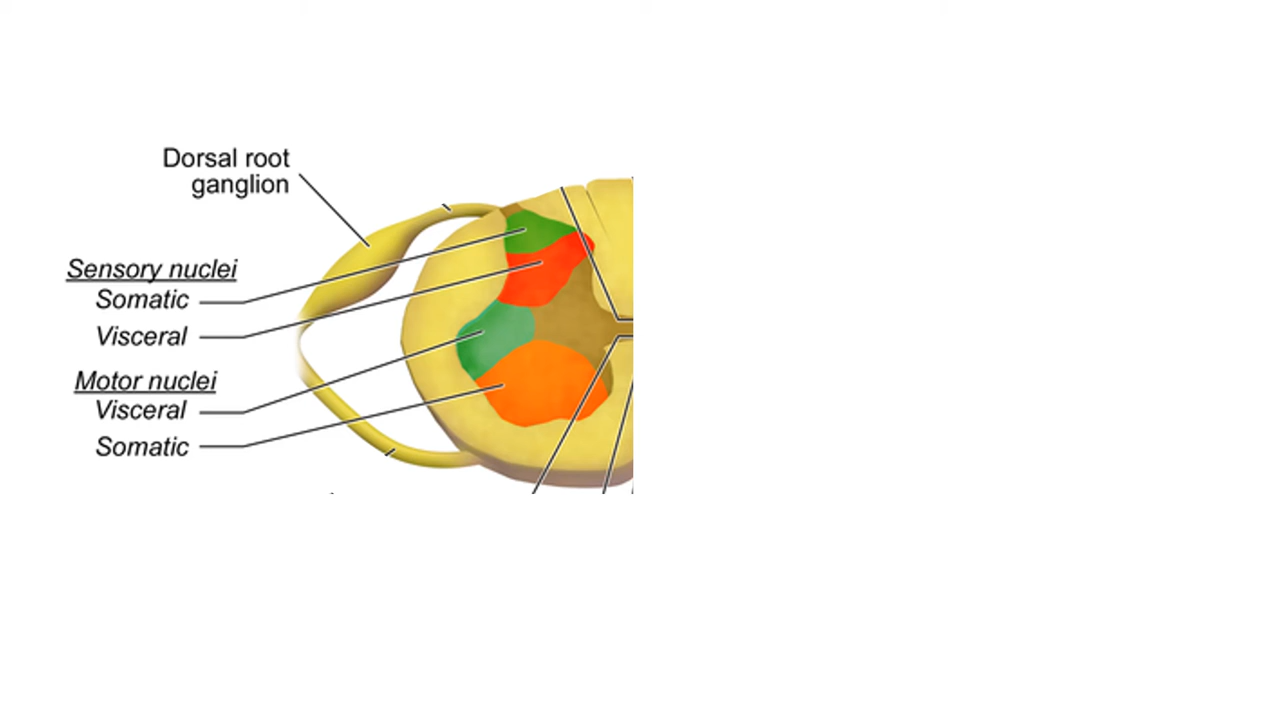 Dorsal root
ganglion
Sensory nuclei
Somatic
Visceral
Motor nuclei
Visceral
Somatic